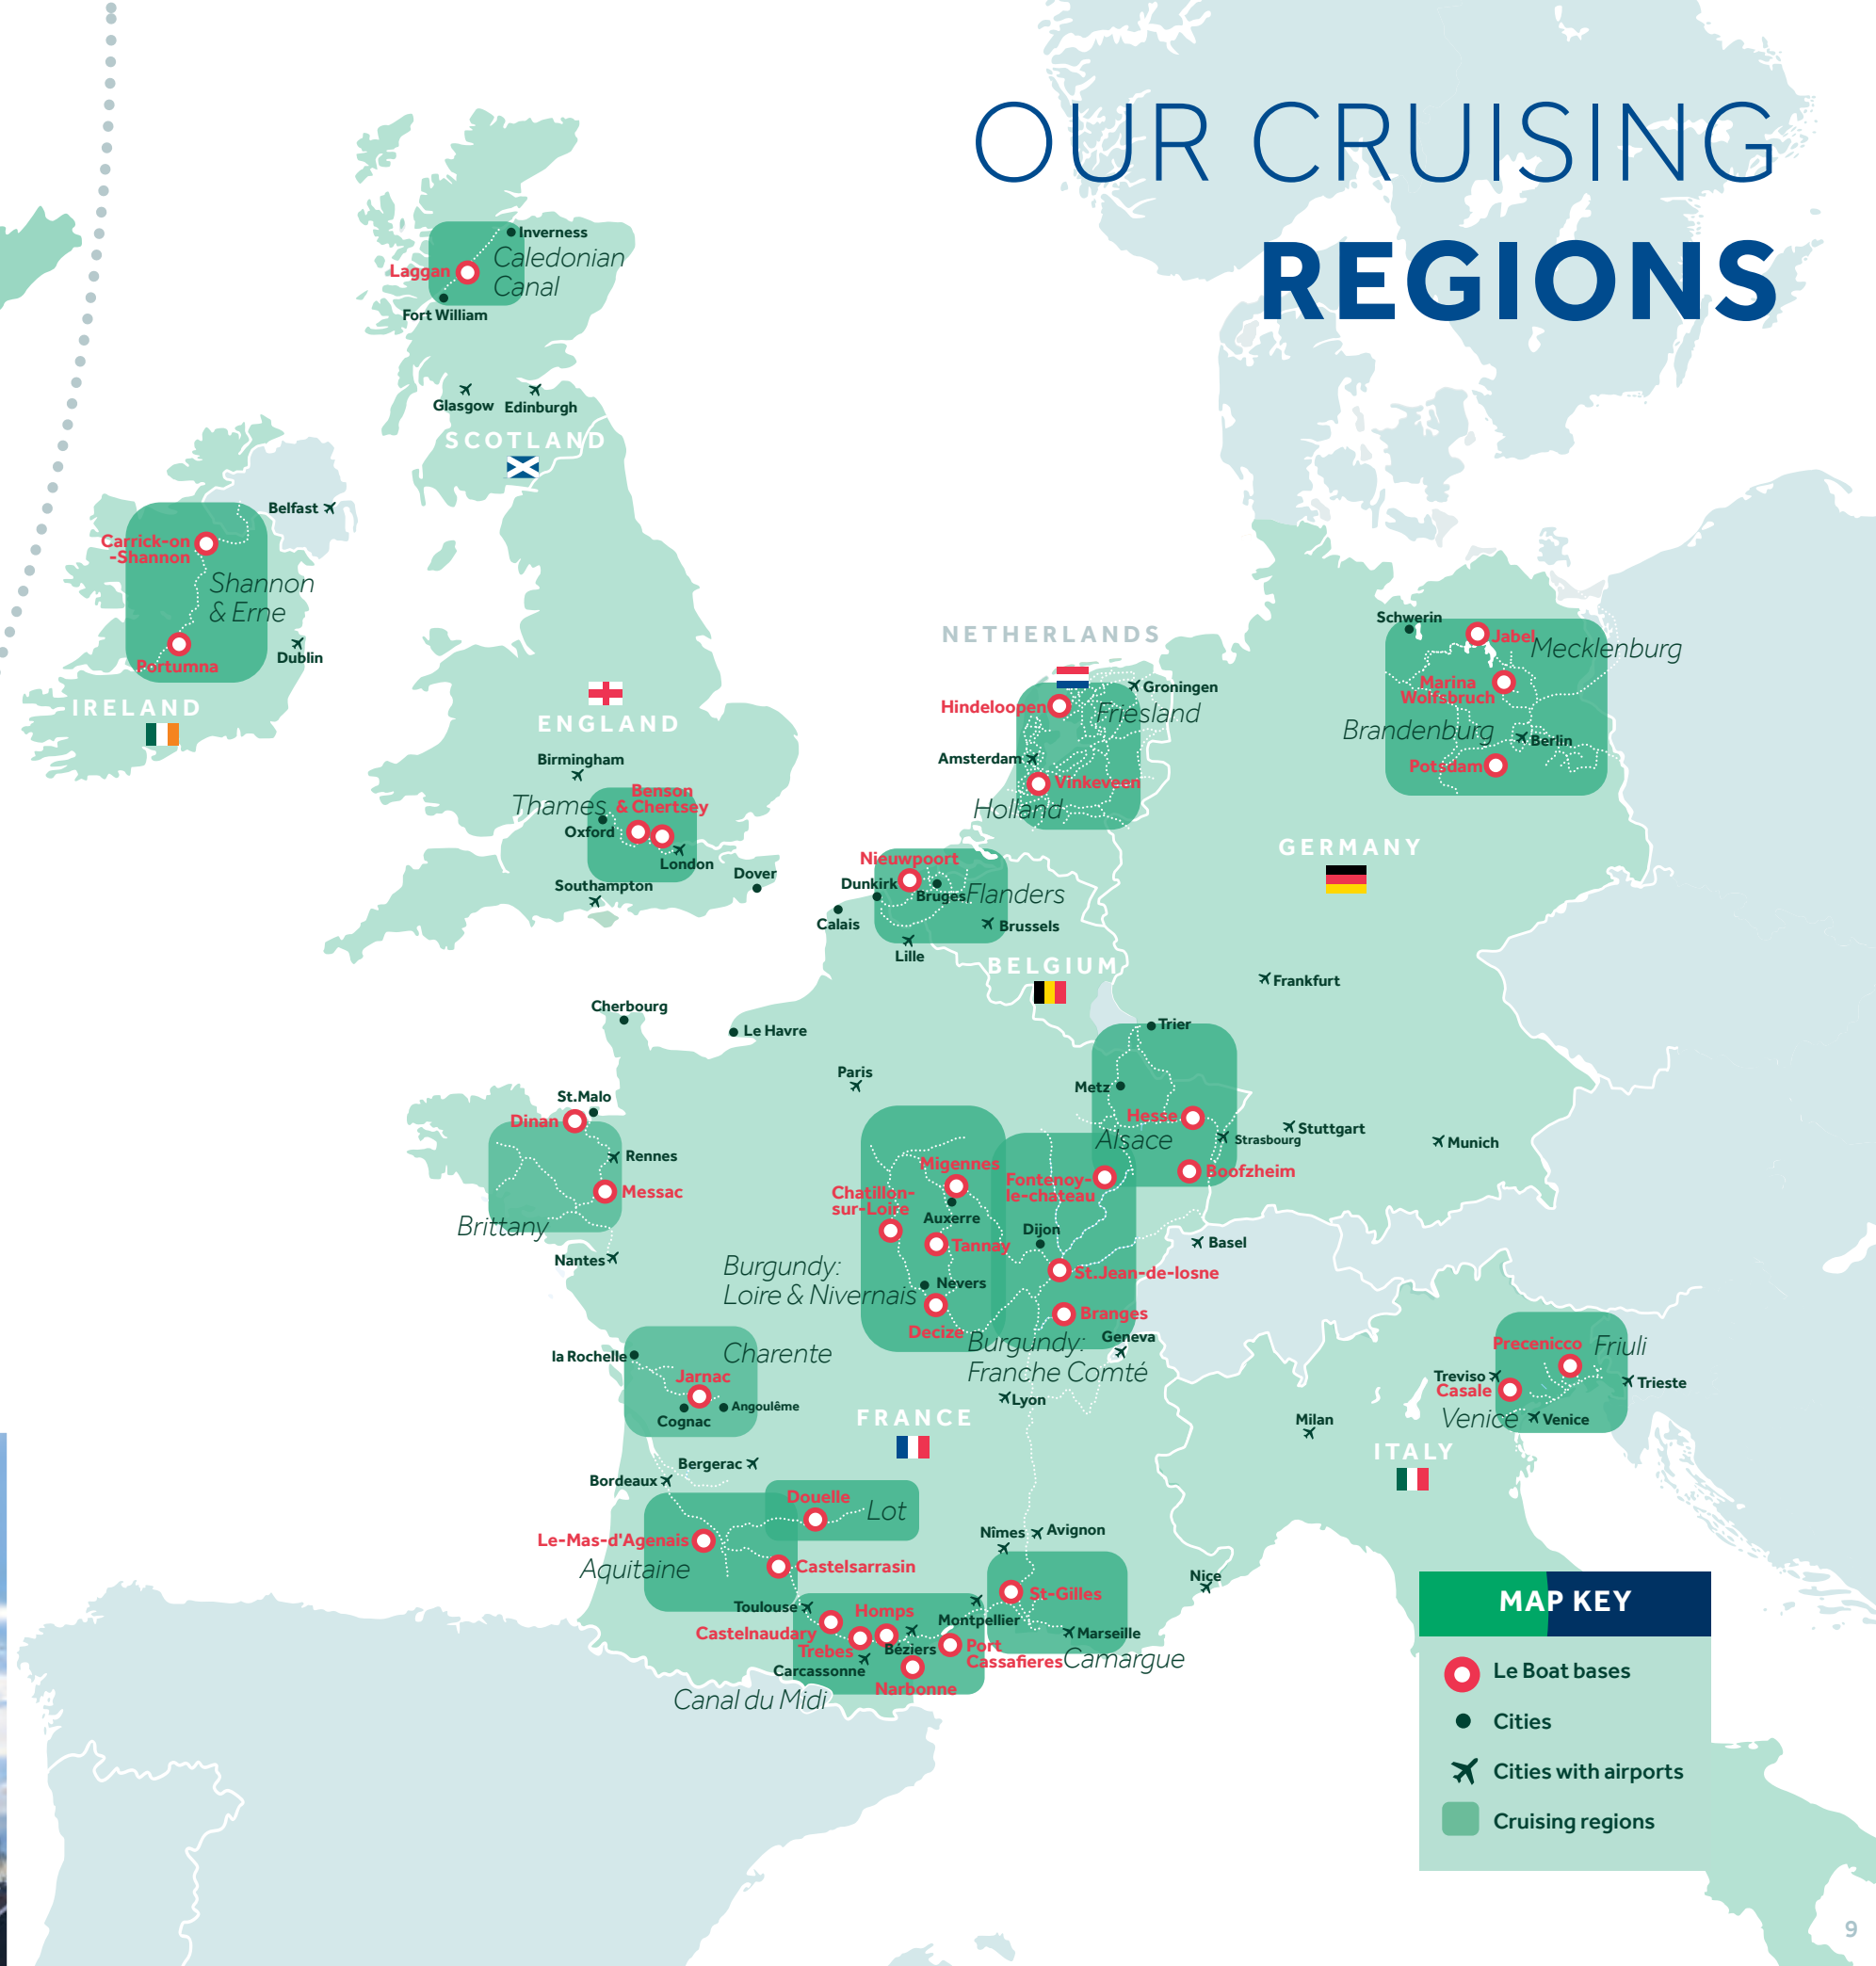 OUR CRUISING
REGIONS
Inverness
Caledonian
Canal
Laggan
Fort William
Glasgow
Edinburgh
SCOTLAND
Belfast
Carrick-on
-Shannon
Shannon
& Erne
Dublin
Portumna
IRELAND
ENGLAND
Birmingham
Thames
Benson
& Chertsey
Oxford
London
Southampton
Dover
NETHERLANDS
Groningen
Hindeloopen
Friesland
Amsterdam
Vinkeveen
Holland
Schwerin
Jabel
Mecklenburg
Marina
Wolfsbruch
Brandenburg
Berlin
Potsdam
GERMANY
Nieuwpoort
Dunkirk
Bruges
Flanders
Calais
Brussels
Lille
BELGIUM
Frankfurt
Cherbourg
Le Havre
Trier
Paris
Metz
St.Malo
Dinan
Hesse
Alsace
Strasbourg
Stuttgart
Munich
Rennes
Messac
Brittany
Nantes
Migennes
Chatillon-
sur-Loire
Auxerre
Tannay
Fontenoy-
le-chateau
Boofzheim
Dijon
Basel
Burgundy:
Loire & Nivernais
Nevers
St.Jean-de-losne
Decize
Branges
Burgundy:
Franche Comté
Geneva
Lyon
la Rochelle
Charente
Jarnac
Cognac
Angoulême
FRANCE
Precenicco
Friuli
Treviso
Casale
Trieste
Venice
Venice
Milan
ITALY
Bergerac
Bordeaux
Douelle
Lot
Le-Mas-d'Agenais
Aquitaine
Castelsarrasin
Nîmes
Avignon
Nice
St-Gilles
Toulouse
Homps
Montpellier
Castelnaudary
Trebes
Béziers
Port
Cassafieres
Marseille
Camargue
Carcassonne
Narbonne
Canal du Midi
MAP KEY
Le Boat bases
Cities
Cities with airports
Cruising regions
9